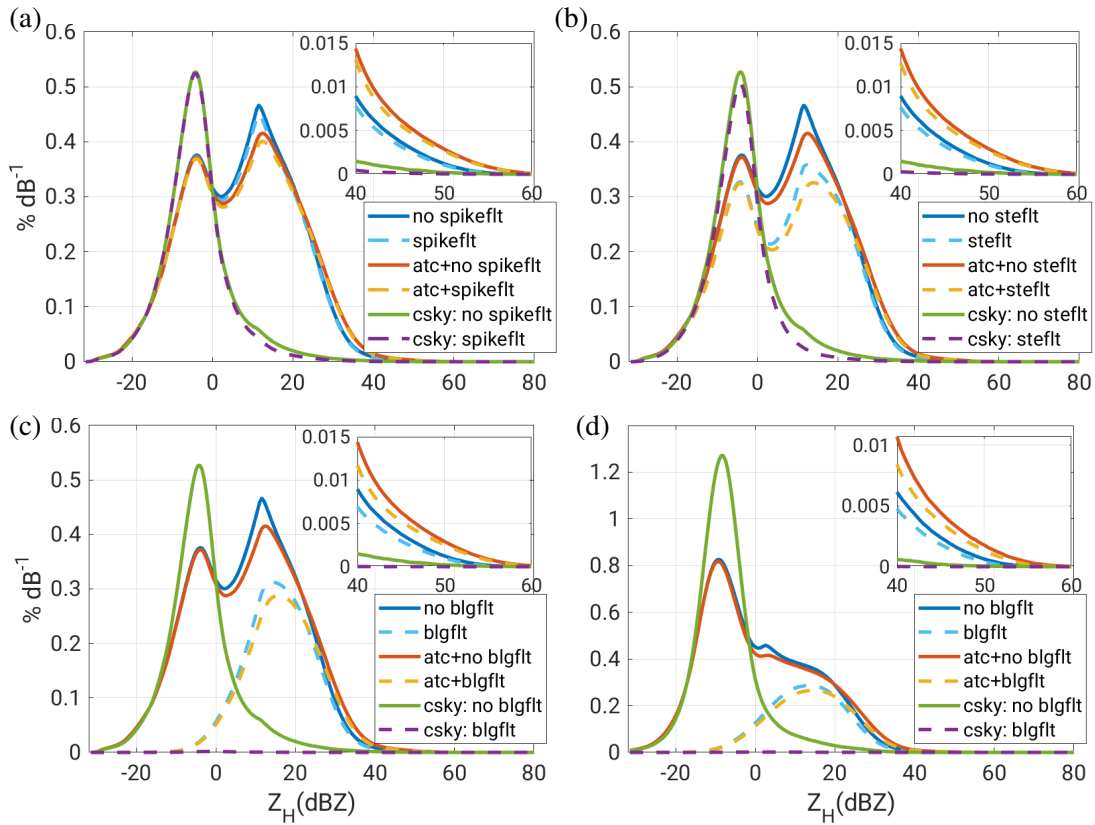 (a)
0.6
0.5
0.4
0.3
0.2
0.1
0
% dB-1
-20 0 20 40 60 80
0.015
0.01
0.005
0
40 50 60
no spikeflt
spikeflt
atc+no spikeflt
atc+spikeflt
csky: no spikeflt
csky: spikeflt
(b)
0.6
0.5
0.4
0.3
0.2
0.1
0
-20 0 20 40 60 80
0.015
0.01
0.005
0
40 50 60
no steflt
steflt
atc+no steflt
atc+steflt
csky: no steflt
csky: steflt
(c)
0.6
0.5
0.4
0.3
0.2
0.1
0
% dB-1
-20 0 20 40 60 80
ZH(dBZ)
0.015
0.01
0.005
0
40 50 60
no blgflt
blgflt
atc+no blgflt
atc+blgflt
csky: no blgflt
csky: blgflt
(d)
1.2
1
0.8
0.6
0.4
0.2
0
-20 0 20 40 60 80
ZH(dBZ)
0.01
0.005
0
40 50 60
no blgflt
blgflt
atc+no blgflt
atc+blgflt
csky: no blgflt
csky: blgflt